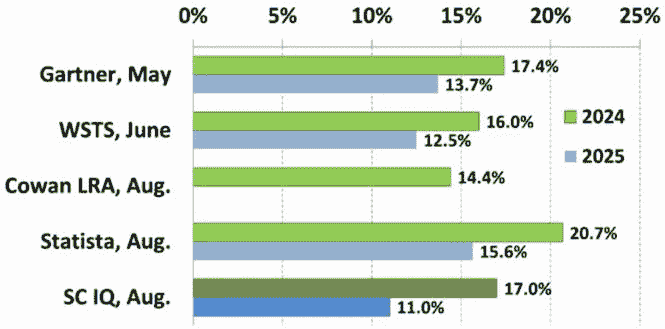 0% 5% 10% 15% 20% 25%
Gartner, May
17.4%
13.7%
WSTS, June
16.0%
12.5%
2024
2025
Cowan LRA, Aug.
14.4%
Statista, Aug.
20.7%
15.6%
SC IQ, Aug.
17.0%
11.0%